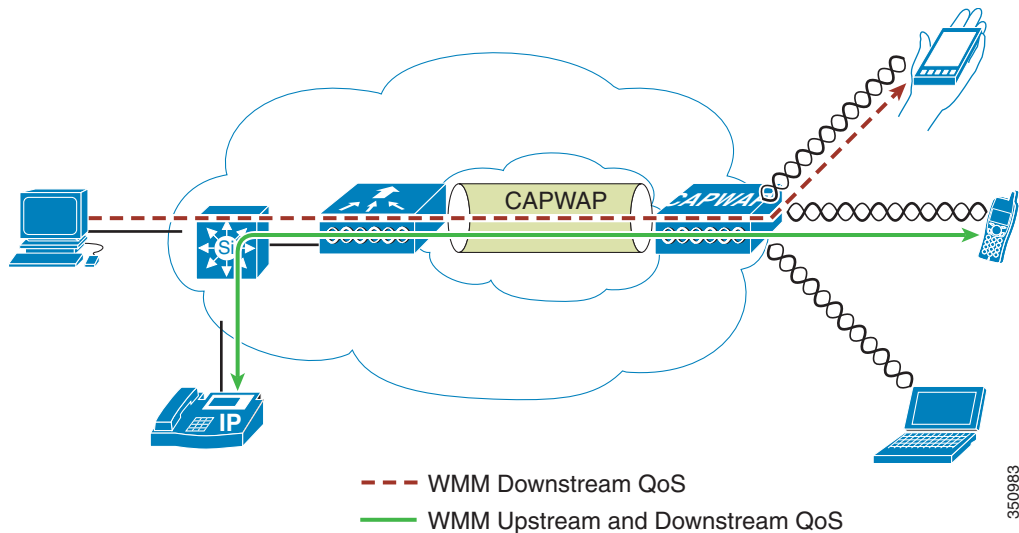 CAPWAP
CAPWAP
Si
IP
WMM Downstream QoS
WMM Upstream and Downstream QoS
350983